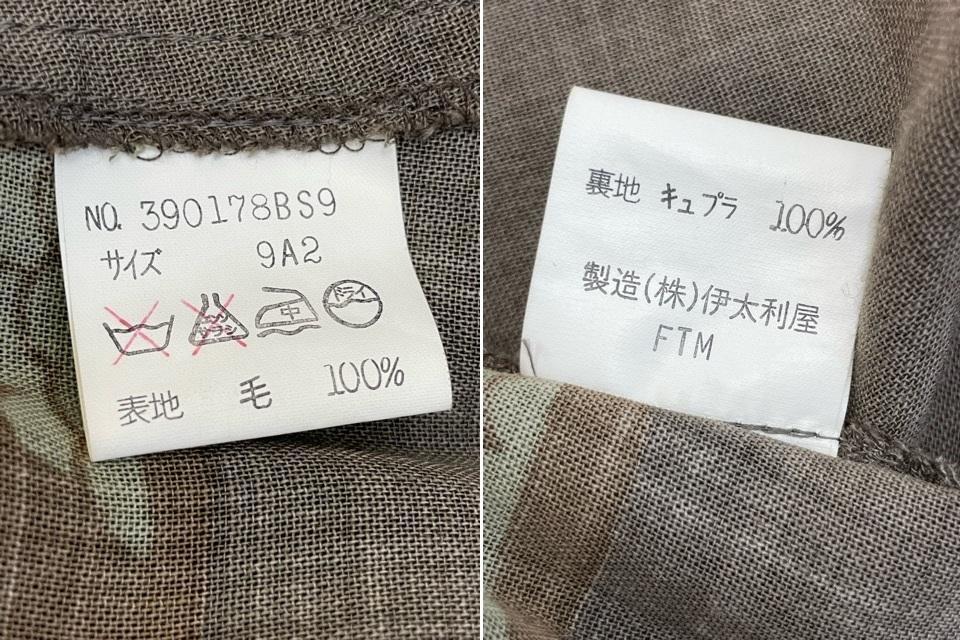 NO. 390178BS9
サイズ 9A2
中 ドライ
表地 毛 100%
裏地 キュプラ 100%
製造(株)伊太利屋
FTM